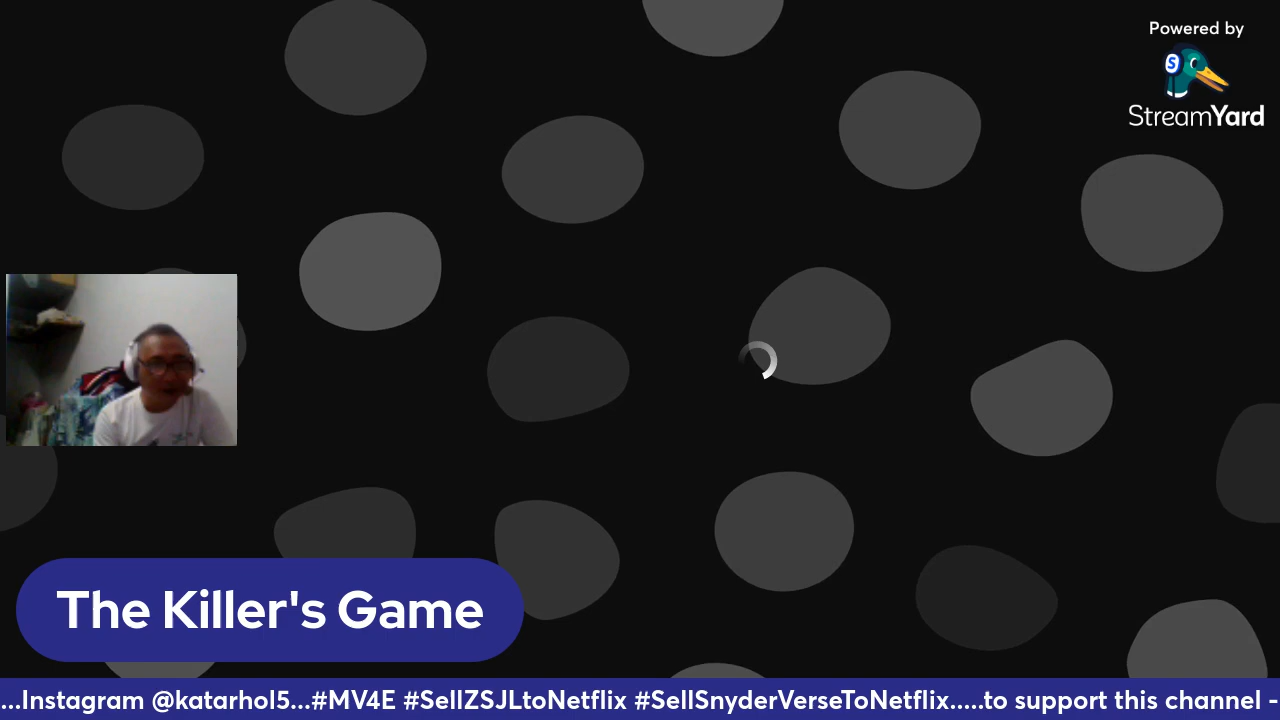 Powered by
S
StreamYard
The Killer's Game
...Instagram @katarhol5...#MV4E #SellZSJLtoNetflix #SellSnyderVerseToNetflix.....to support this channel -